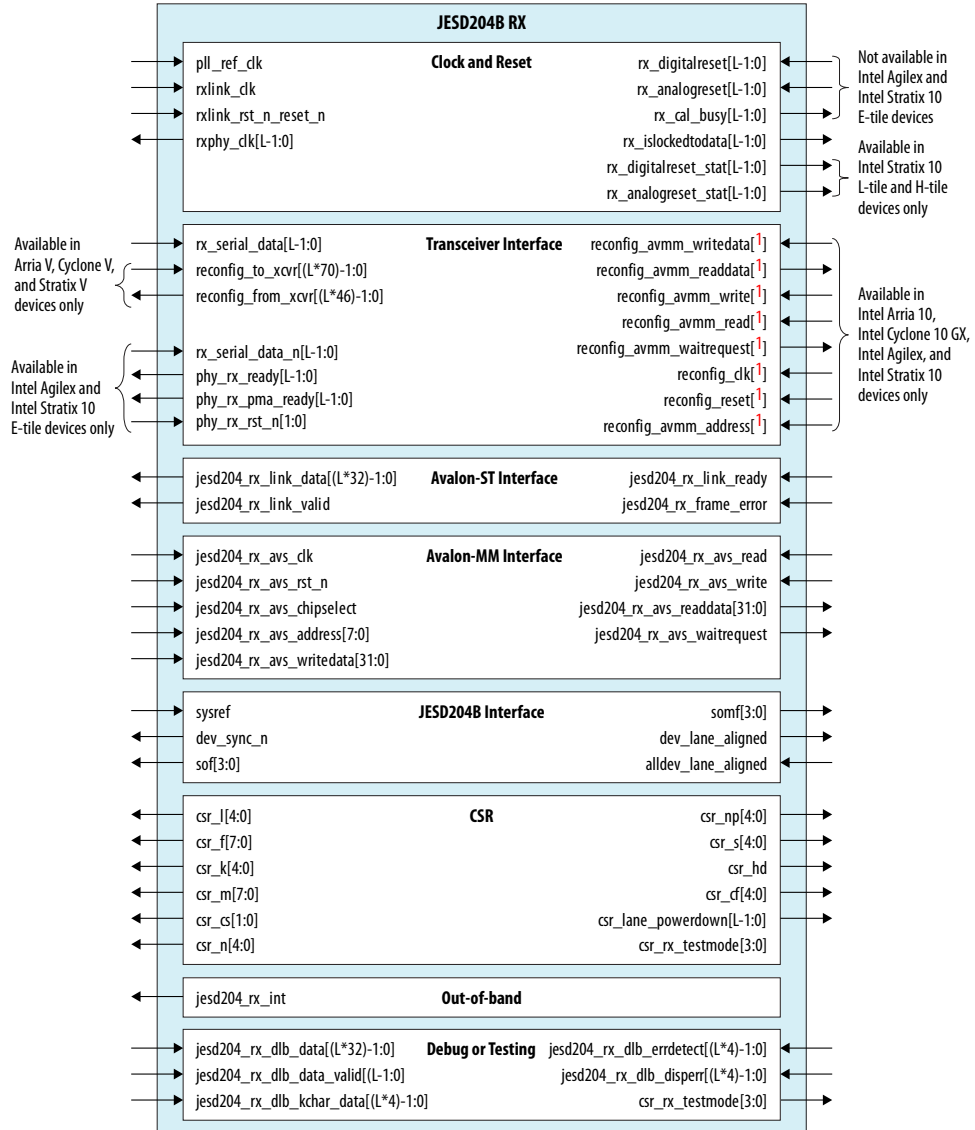 JESD204B RX
Clock and Reset
pll_ref_clk
rxlink_clk
rxlink_rst_n_reset_n
rxphy_clk[L-1:0]
rx_digitalreset[L-1:0]
rx_analogreset[L-1:0]
rx_cal_busy[L-1:0]
rx_islockedtodata[L-1:0]
rx_digitalreset_stat[L-1:0]
rx_analogreset_stat[L-1:0]
Not available in
Intel Agilex and
Intel Stratix 10
E-tile devices
Available in
Intel Stratix 10
L-tile and H-tile
devices only
Transceiver Interface
Available in
Arria V, Cyclone V,
and Stratix V
devices only
Available in
Intel Agilex and
Intel Stratix 10
E-tile devices only
rx_serial_data[L-1:0]
reconfig_to_xcvr[(L*70)-1:0]
reconfig_from_xcvr[(L*46)-1:0]
rx_serial_data_n[L-1:0]
phy_rx_ready[L-1:0]
phy_rx_pma_ready[L-1:0]
phy_rx_rst_n[1:0]
reconfig_avmm_writedata[1]
reconfig_avmm_readdata[1]
reconfig_avmm_write[1]
reconfig_avmm_read[1]
reconfig_avmm_waitrequest[1]
reconfig_clk[1]
reconfig_reset[1]
reconfig_avmm_address[1]
Available in
Intel Arria 10,
Intel Cyclone 10 GX,
Intel Agilex, and
Intel Stratix 10
devices only
Avalon-ST Interface
jesd204_rx_link_data[(L*32)-1:0]
jesd204_rx_link_valid
jesd204_rx_link_ready
jesd204_rx_frame_error
Avalon-MM Interface
jesd204_rx_avs_clk
jesd204_rx_avs_rst_n
jesd204_rx_avs_chipselect
jesd204_rx_avs_address[7:0]
jesd204_rx_avs_writedata[31:0]
jesd204_rx_avs_read
jesd204_rx_avs_write
jesd204_rx_avs_readdata[31:0]
jesd204_rx_avs_waitrequest
JESD204B Interface
sysref
dev_sync_n
sof[3:0]
somf[3:0]
dev_lane_aligned
alldev_lane_aligned
CSR
csr_l[4:0]
csr_f[7:0]
csr_k[4:0]
csr_m[7:0]
csr_cs[1:0]
csr_n[4:0]
csr_np[4:0]
csr_s[4:0]
csr_hd
csr_cf[4:0]
csr_lane_powerdown[L-1:0]
csr_rx_testmode[3:0]
jesd204_rx_int
Out-of-band
Debug or Testing
jesd204_rx_dlb_data[(L*32)-1:0]
jesd204_rx_dlb_data_valid[(L-1:0]
jesd204_rx_dlb_kchar_data[(L*4)-1:0]
jesd204_rx_dlb_errdetect[(L*4)-1:0]
jesd204_rx_dlb_disperr[(L*4)-1:0]
csr_rx_testmode[3:0]